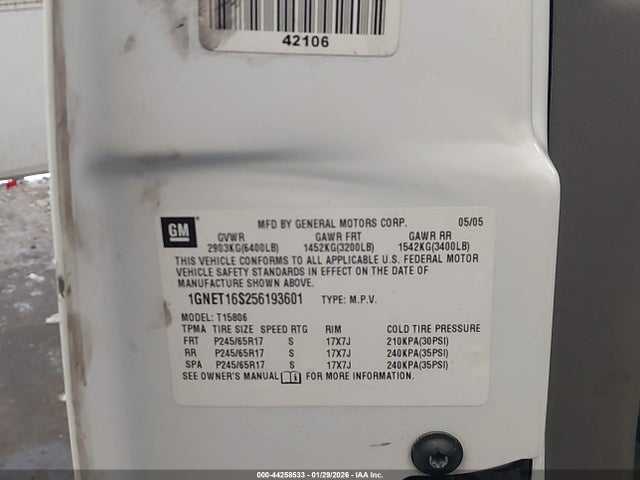 42106
GM
MFD BY GENERAL MOTORS CORP. 05/05
GVWR GAWR FRT GAWR RR
2903KG(6400LB) 1452KG(3200LB) 1542KG(3400LB)
THIS VEHICLE CONFORMS TO ALL APPLICABLE U.S. FEDERAL MOTOR
VEHICLE SAFETY STANDARDS IN EFFECT ON THE DATE OF
MANUFACTURE SHOWN ABOVE.
1GNET16S256193601 TYPE: M.P.V.
MODEL: T15806
TPMA TIRE SIZE SPEED RTG RIM COLD TIRE PRESSURE
FRT P245/65R17 S 17X7J 210KPA(30PSI)
RR P245/65R17 S 17X7J 240KPA(35PSI)
SPA P245/65R17 S 17X7J 240KPA(35PSI)
SEE OWNER'S MANUAL i FOR MORE INFORMATION.
000-44258533 - 01/29/2026 - IAA Inc.